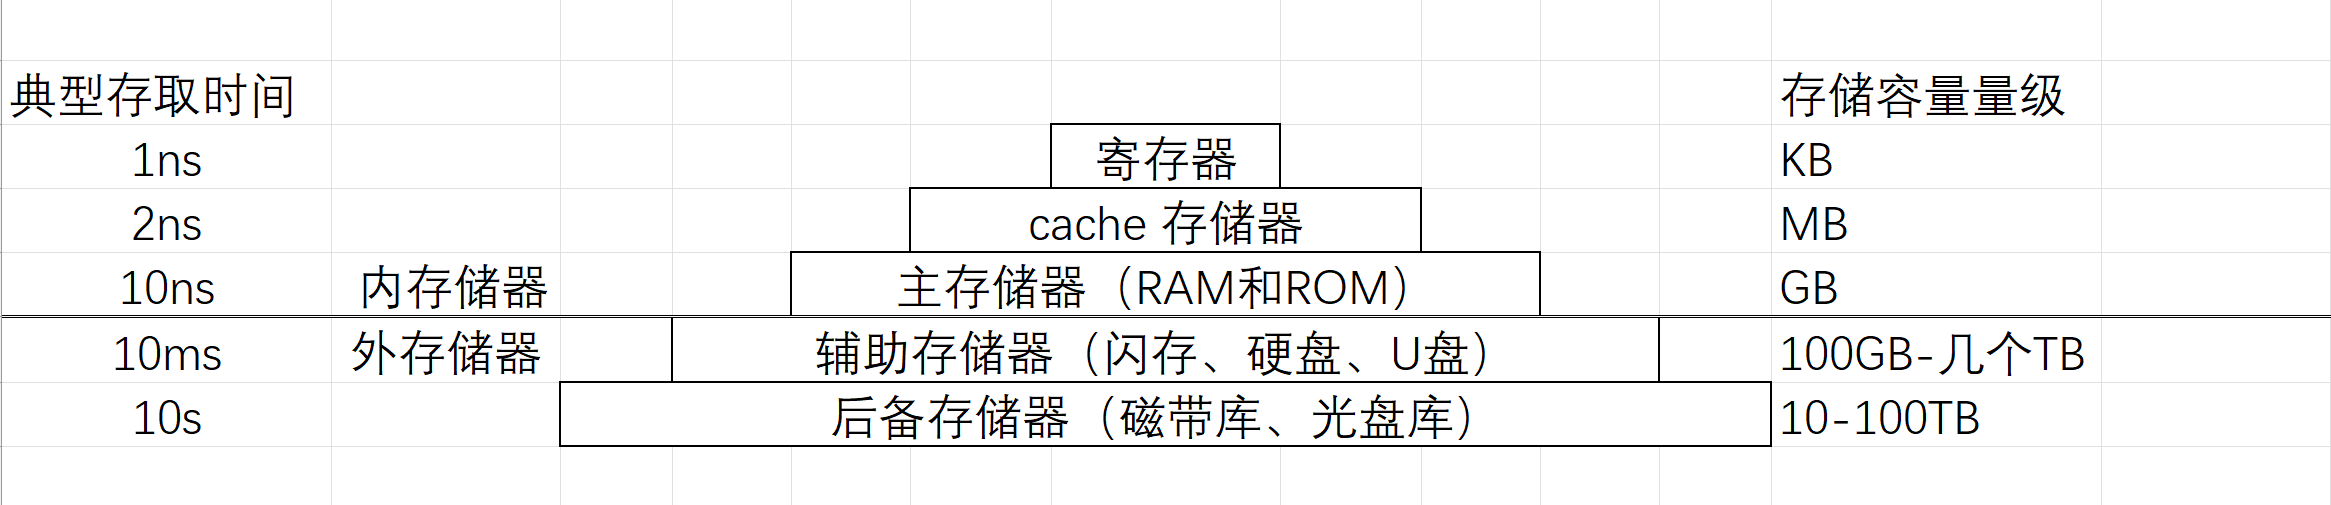 典型存取时间 存储容量量级
1ns 寄存器 KB
2ns cache 存储器 MB
10ns 内存储器 主存储器（RAM和ROM） GB
10ms 外存储器 辅助存储器（闪存、硬盘、U盘） 100GB-几个TB
10s 后备存储器（磁带库、光盘库） 10-100TB